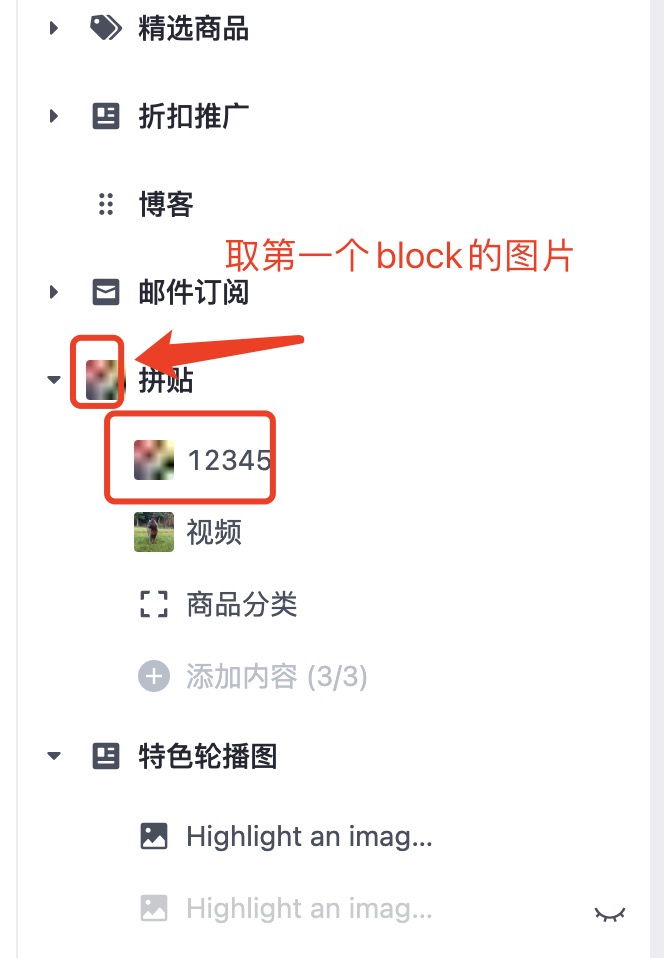 精选商品
折扣推广
博客
取第一个block的图片
邮件订阅
拼贴
12345
视频
商品分类
添加内容 (3/3)
特色轮播图
Highlight an imag...
Highlight an imag...